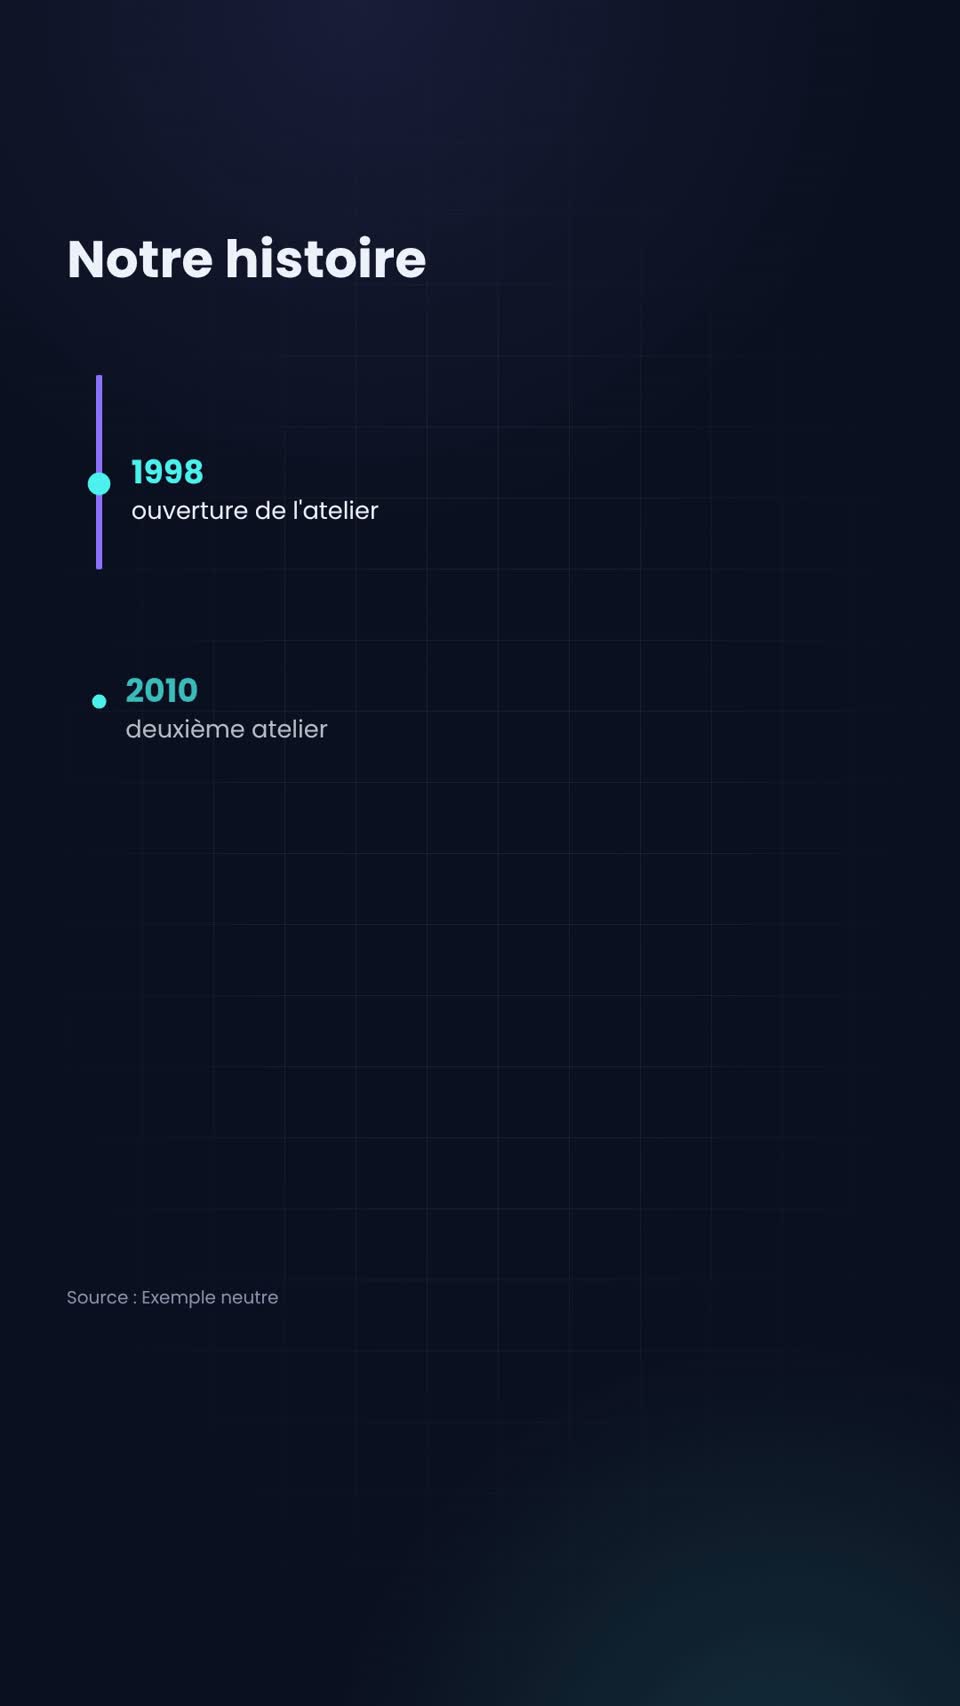 Notre histoire
1998
ouverture de l'atelier
2010
deuxième atelier
Source : Exemple neutre